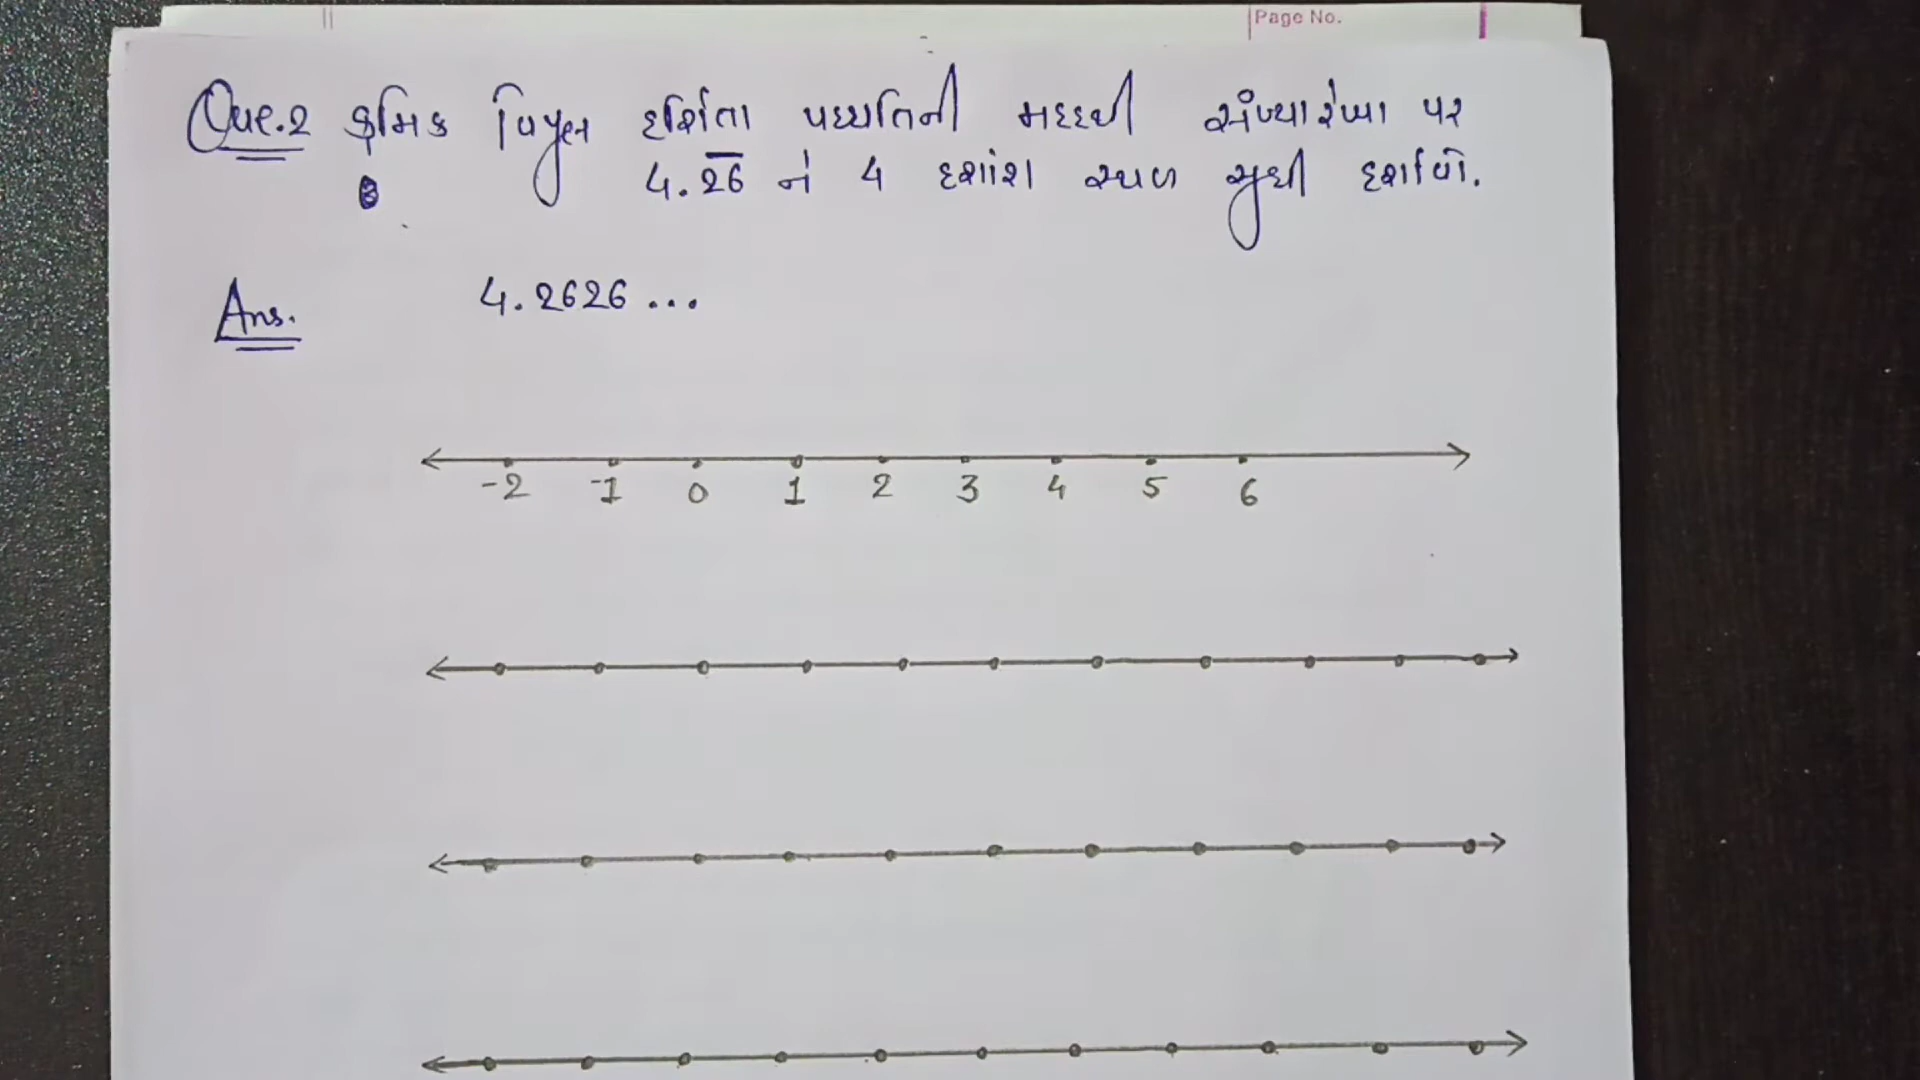 Page No.
Que.2 ક્રમિક વિપુલ દર્શિતા પધ્ધતિની મદદથી સંખ્યારેખા પર
4.2̅6̅ ને 4 દશાંશ સ્થળ સુધી દર્શાવો.
Ans. 4.2626...
-2 -1 0 1 2 3 4 5 6